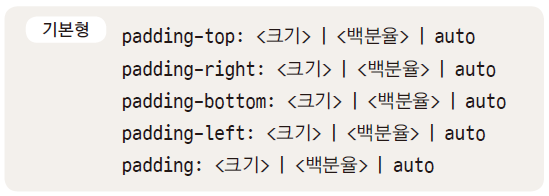 기본형
padding-top: <크기> | <백분율> | auto
padding-right: <크기> | <백분율> | auto
padding-bottom: <크기> | <백분율> | auto
padding-left: <크기> | <백분율> | auto
padding: <크기> | <백분율> | auto